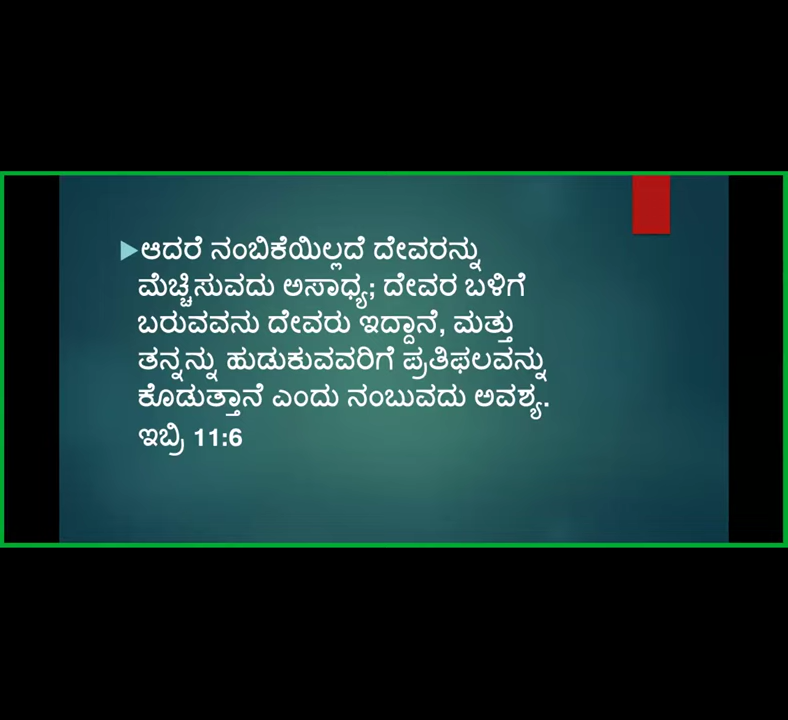 ಆದರೆ ನಂಬಿಕೆಯಿಲ್ಲದೆ ದೇವರನ್ನು
ಮೆಚ್ಚಿಸುವದು ಅಸಾಧ್ಯ; ದೇವರ ಬಳಿಗೆ
ಬರುವವನು ದೇವರು ಇದ್ದಾನೆ, ಮತ್ತು
ತನ್ನನ್ನು ಹುಡುಕುವವರಿಗೆ ಪ್ರತಿಫಲವನ್ನು
ಕೊಡುತ್ತಾನೆ ಎಂದು ನಂಬುವದು ಅವಶ್ಯ.
ಇಬ್ರಿ 11:6